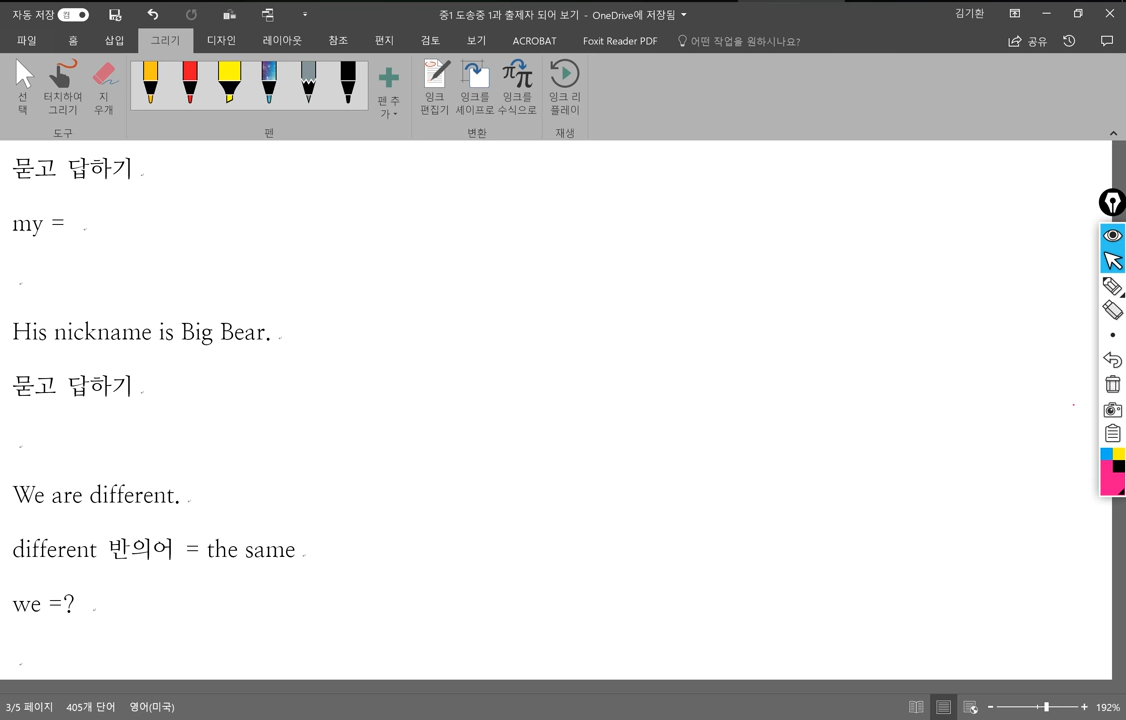 자동 저장 켬 중1 도송중 1과 출제자 되어 보기 - OneDrive에 저장됨 김기환
파일 홈 삽입 그리기 디자인 레이아웃 참조 편지 검토 보기 ACROBAT Foxit Reader PDF 어떤 작업을 원하시나요? 공유
선택 터치하여 그리기 지우개 펜 추가 잉크 편집기 잉크를 셰이프로 잉크를 수식으로 잉크 리플레이
도구 펜 변환 재생
묻고 답하기
my =
His nickname is Big Bear.
묻고 답하기
We are different.
different 반의어 = the same
we =?
3/5 페이지 405개 단어 영어(미국) 192%